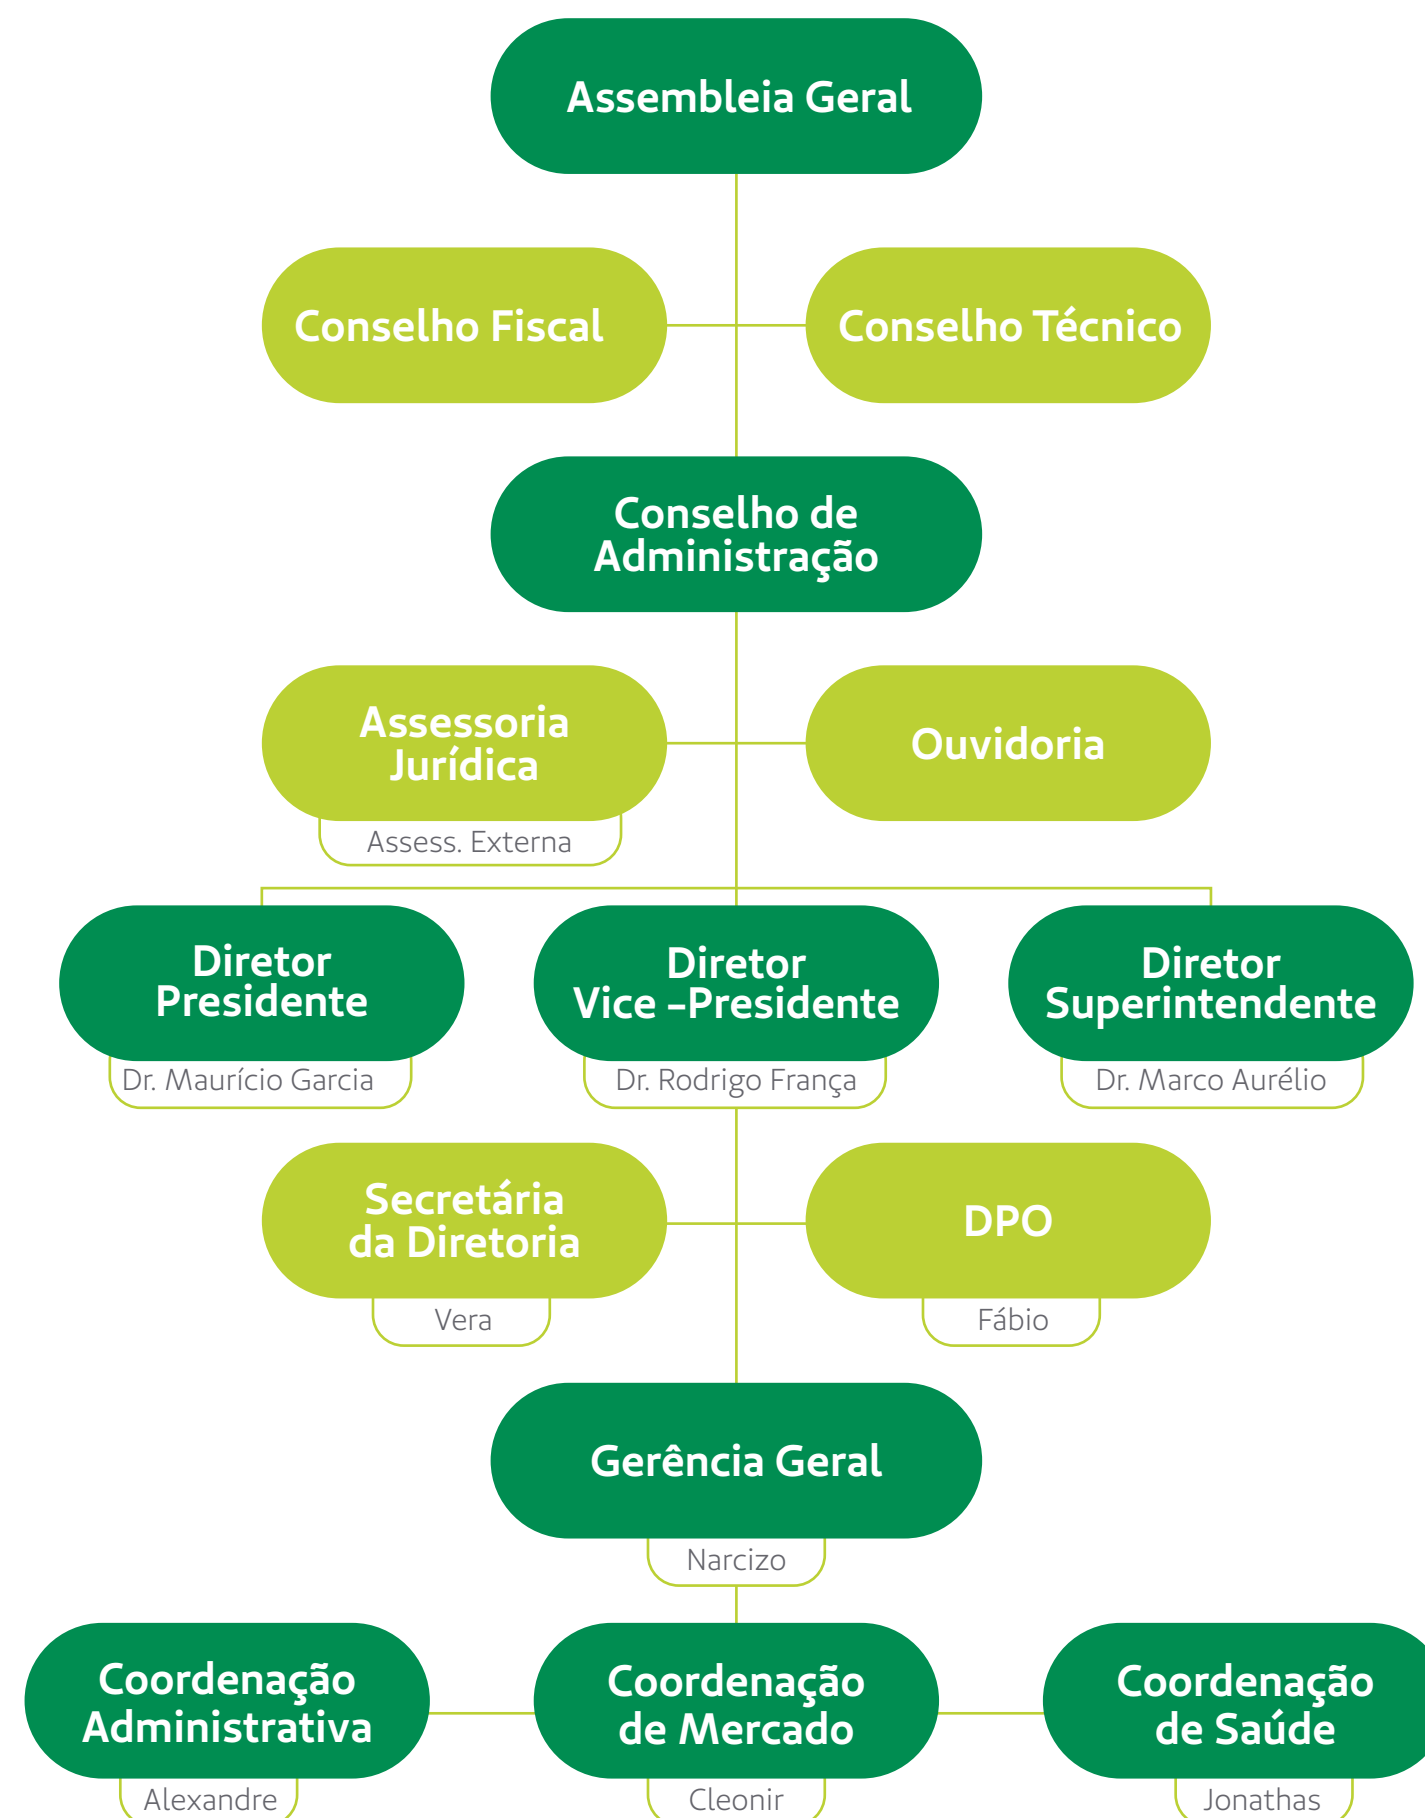 Assembleia Geral
Conselho Fiscal
Conselho Técnico
Conselho de
Administração
Assessoria
Jurídica
Assess. Externa
Ouvidoria
Diretor
Presidente
Dr. Maurício Garcia
Diretor
Vice -Presidente
Dr. Rodrigo França
Diretor
Superintendente
Dr. Marco Aurélio
Secretária
da Diretoria
Vera
DPO
Fábio
Gerência Geral
Narcizo
Coordenação
Administrativa
Alexandre
Coordenação
de Mercado
Cleonir
Coordenação
de Saúde
Jonathas